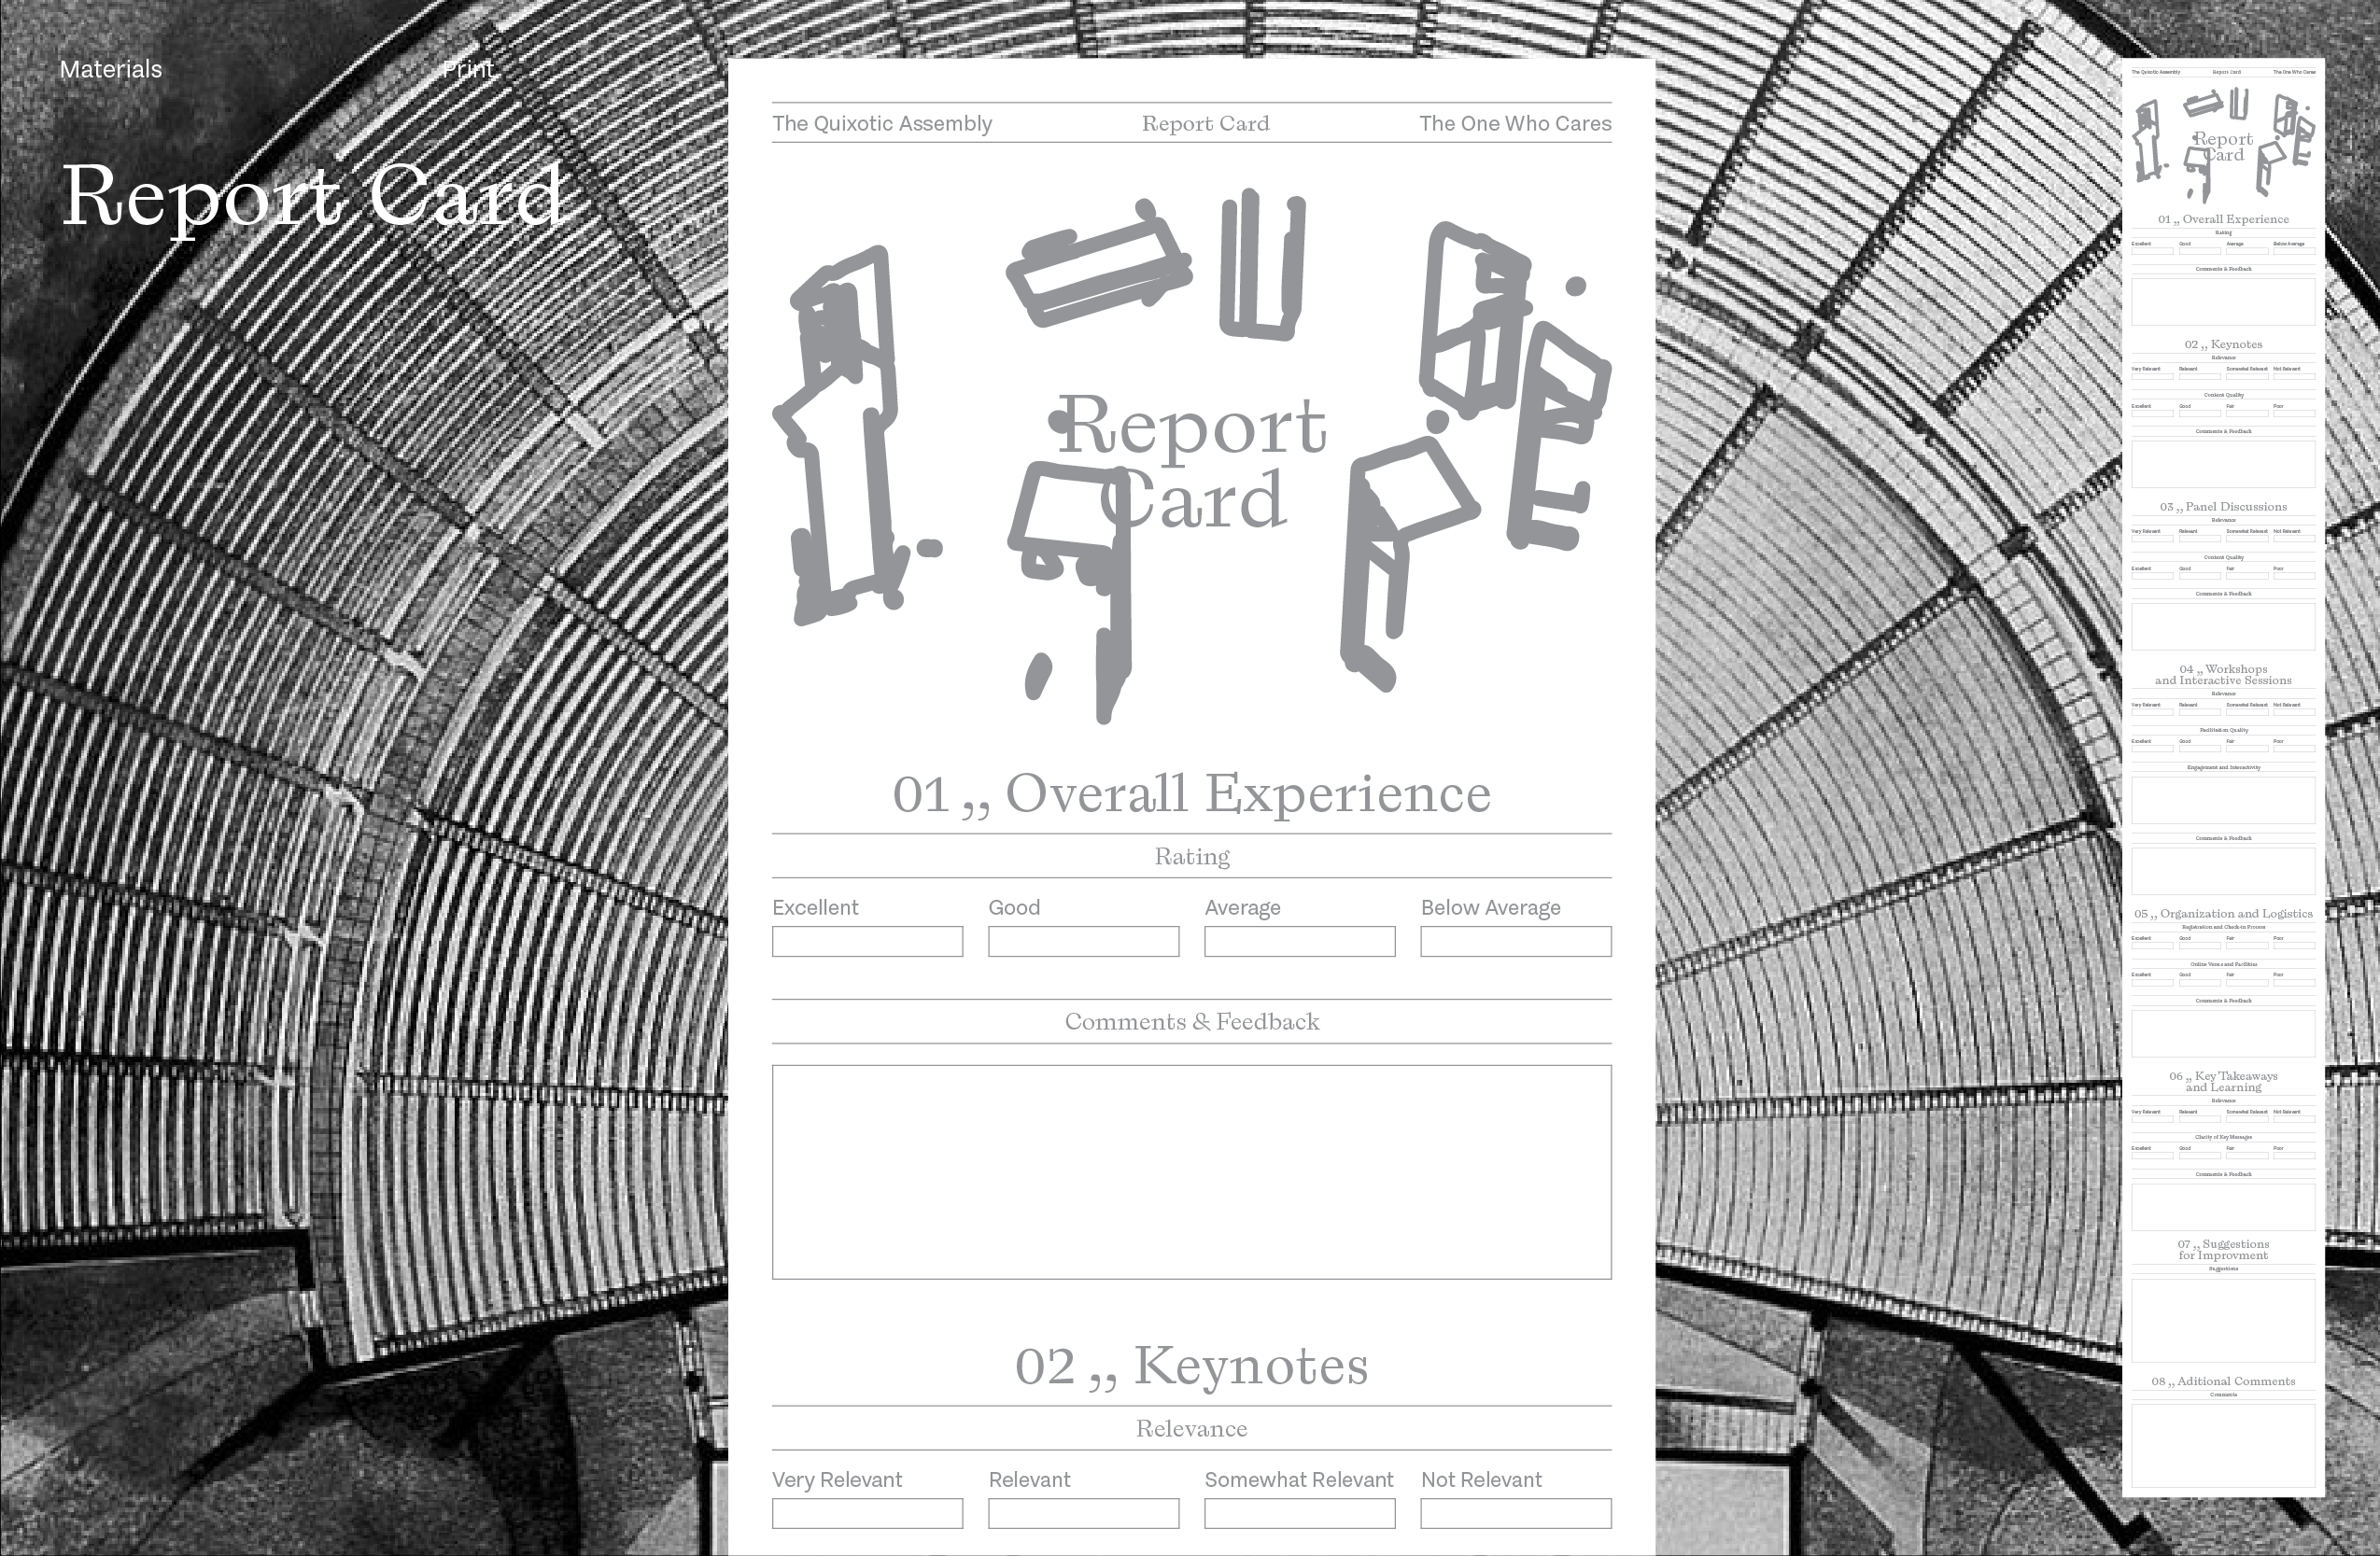 Materials
Print
Report Card
The Quixotic Assembly
Report Card
The One Who Cares
Report
Card
01 ,, Overall Experience
Rating
Excellent
Good
Average
Below Average
Comments & Feedback
02 ,, Keynotes
Relevance
Very Relevant
Relevant
Somewhat Relevant
Not Relevant
The Quixotic Assembly
Report Card
The One Who Cares
Report
Card
01 ,, Overall Experience
Rating
Excellent
Good
Average
Below Average
Comments & Feedback
02 ,, Keynotes
Relevance
Very Relevant
Relevant
Somewhat Relevant
Not Relevant
Content Quality
Excellent
Good
Fair
Poor
Comments & Feedback
03 ,, Panel Discussions
Relevance
Very Relevant
Relevant
Somewhat Relevant
Not Relevant
Content Quality
Excellent
Good
Fair
Poor
Comments & Feedback
04 ,, Workshops
and Interactive Sessions
Relevance
Very Relevant
Relevant
Somewhat Relevant
Not Relevant
Facilitation Quality
Excellent
Good
Fair
Poor
Engagement and Interactivity
Comments & Feedback
05 ,, Organization and Logistics
Registration and Check-in Process
Excellent
Good
Fair
Poor
Online Venue and Facilities
Excellent
Good
Fair
Poor
Comments & Feedback
06 ,, Key Takeaways
and Learning
Relevance
Very Relevant
Relevant
Somewhat Relevant
Not Relevant
Clarity of Key Messages
Excellent
Good
Fair
Poor
Comments & Feedback
07 ,, Suggestions
for Improvment
Suggestions
08 ,, Aditional Comments
Comments